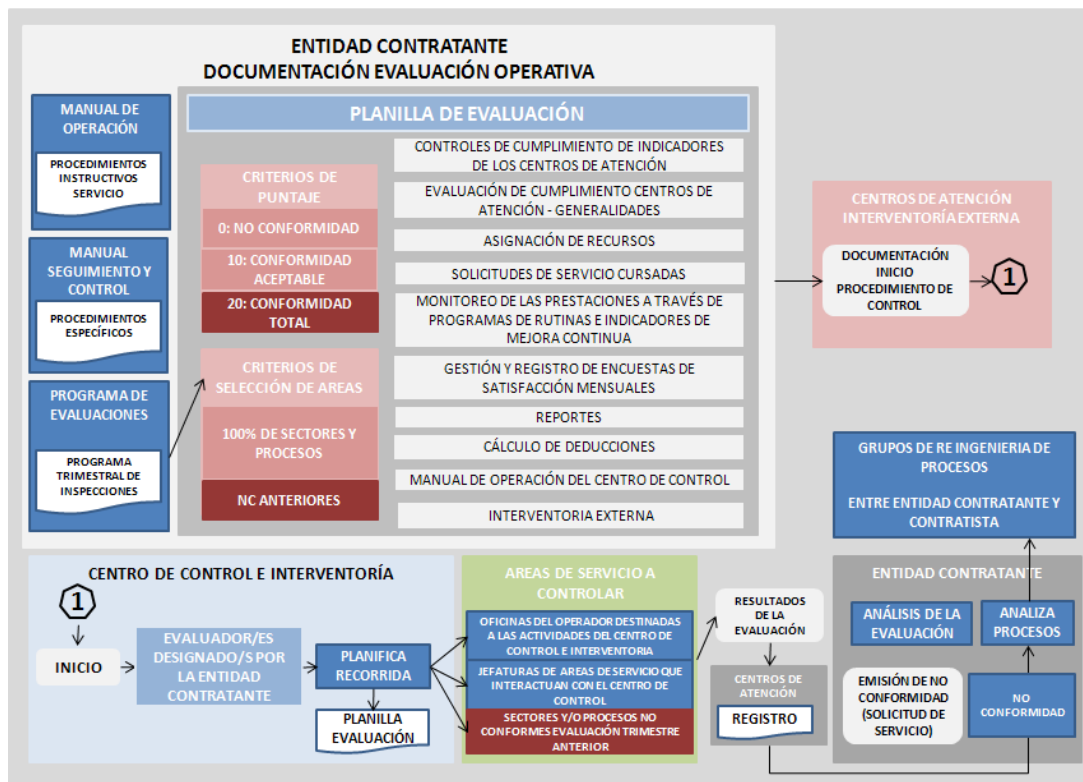 ENTIDAD CONTRATANTE
DOCUMENTACIÓN EVALUACIÓN OPERATIVA
MANUAL DE
OPERACIÓN
PROCEDIMIENTOS
INSTRUCTIVOS
SERVICIO
MANUAL
SEGUIMIENTO Y
CONTROL
PROCEDIMIENTOS
ESPECÍFICOS
PROGRAMA DE
EVALUACIONES
PROGRAMA
TRIMESTRAL DE
INSPECCIONES
PLANILLA DE EVALUACIÓN
CRITERIOS DE
PUNTAJE
0: NO CONFORMIDAD
10: CONFORMIDAD
ACEPTABLE
20: CONFORMIDAD
TOTAL
CRITERIOS DE
SELECCIÓN DE AREAS
100% DE SECTORES Y
PROCESOS
NC ANTERIORES
CONTROLES DE CUMPLIMIENTO DE INDICADORES
DE LOS CENTROS DE ATENCIÓN
EVALUACIÓN DE CUMPLIMIENTO CENTROS DE
ATENCIÓN - GENERALIDADES
ASIGNACIÓN DE RECURSOS
SOLICITUDES DE SERVICIO CURSADAS
MONITOREO DE LAS PRESTACIONES A TRAVÉS DE
PROGRAMAS DE RUTINAS E INDICADORES DE
MEJORA CONTINUA
GESTIÓN Y REGISTRO DE ENCUESTAS DE
SATISFACCIÓN MENSUALES
REPORTES
CÁLCULO DE DEDUCCIONES
MANUAL DE OPERACIÓN DEL CENTRO DE CONTROL
INTERVENTORIA EXTERNA
CENTROS DE ATENCIÓN
INTERVENTORÍA EXTERNA
DOCUMENTACIÓN
INICIO
PROCEDIMIENTO DE
CONTROL
1
CENTRO DE CONTROL E INTERVENTORÍA
1
INICIO
EVALUADOR/ES
DESIGNADO/S POR
LA ENTIDAD
CONTRATANTE
PLANIFICA
RECORRIDA
PLANILLA
EVALUACIÓN
AREAS DE SERVICIO A
CONTROLAR
OFICINAS DEL OPERADOR DESTINADAS
A LAS ACTIVIDADES DEL CENTRO DE
CONTROL E INTERVENTORIA
JEFATURAS DE AREAS DE SERVICIO QUE
INTERACTUAN CON EL CENTRO DE
CONTROL
SECTORES Y/O PROCESOS NO
CONFORMES EVALUACIÓN TRIMESTRE
ANTERIOR
RESULTADOS
DE LA
EVALUACIÓN
CENTROS DE
ATENCIÓN
REGISTRO
GRUPOS DE RE INGENIERIA DE
PROCESOS
ENTRE ENTIDAD CONTRATANTE Y
CONTRATISTA
ENTIDAD CONTRATANTE
ANÁLISIS DE LA
EVALUACIÓN
ANALIZA
PROCESOS
EMISIÓN DE NO
CONFORMIDAD
(SOLICITUD DE
SERVICIO)
NO
CONFORMIDAD